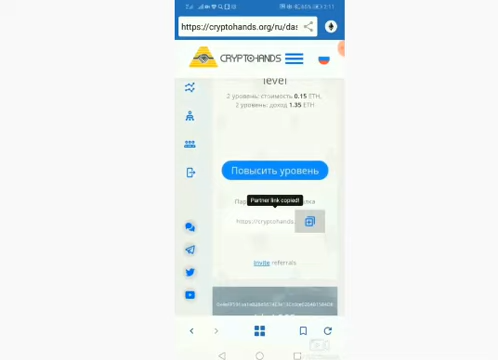 https://cryptohands.org/ru/das
CRYPTOHANDS
level
2 уровень: стоимость 0.15 ETH,
2 уровень: доход 1.35 ETH
Повысить уровень
Partner link copied!
https://cryptohands.
Invite referrals